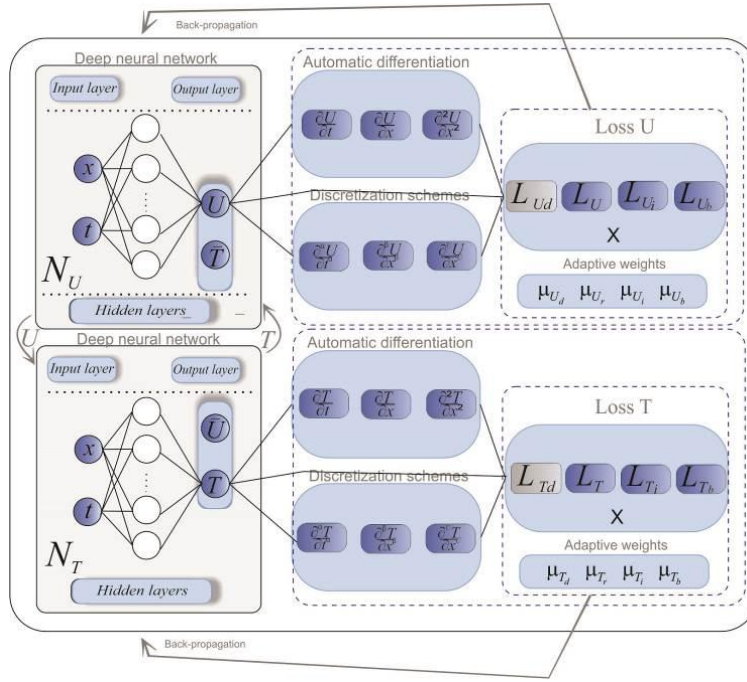 Back-propagation
Deep neural network
Input layer
Output layer
x
t
U
T̄
N_U
Hidden layers
Automatic differentiation
∂U/∂t ∂U/∂x ∂²U/∂x²
Discretization schemes
Loss U
L_Ud L_U L_Ui L_Ub
X
Adaptive weights
μ_Ud μ_Ur μ_Ui μ_Ub
U
T
Deep neural network
Input layer
Output layer
x
t
U
T
N_T
Hidden layers
Automatic differentiation
∂T/∂t ∂T/∂x ∂²T/∂x²
Discretization schemes
Loss T
L_Td L_T L_Ti L_Tb
X
Adaptive weights
μ_Td μ_Tr μ_Ti μ_Tb
Back-propagation